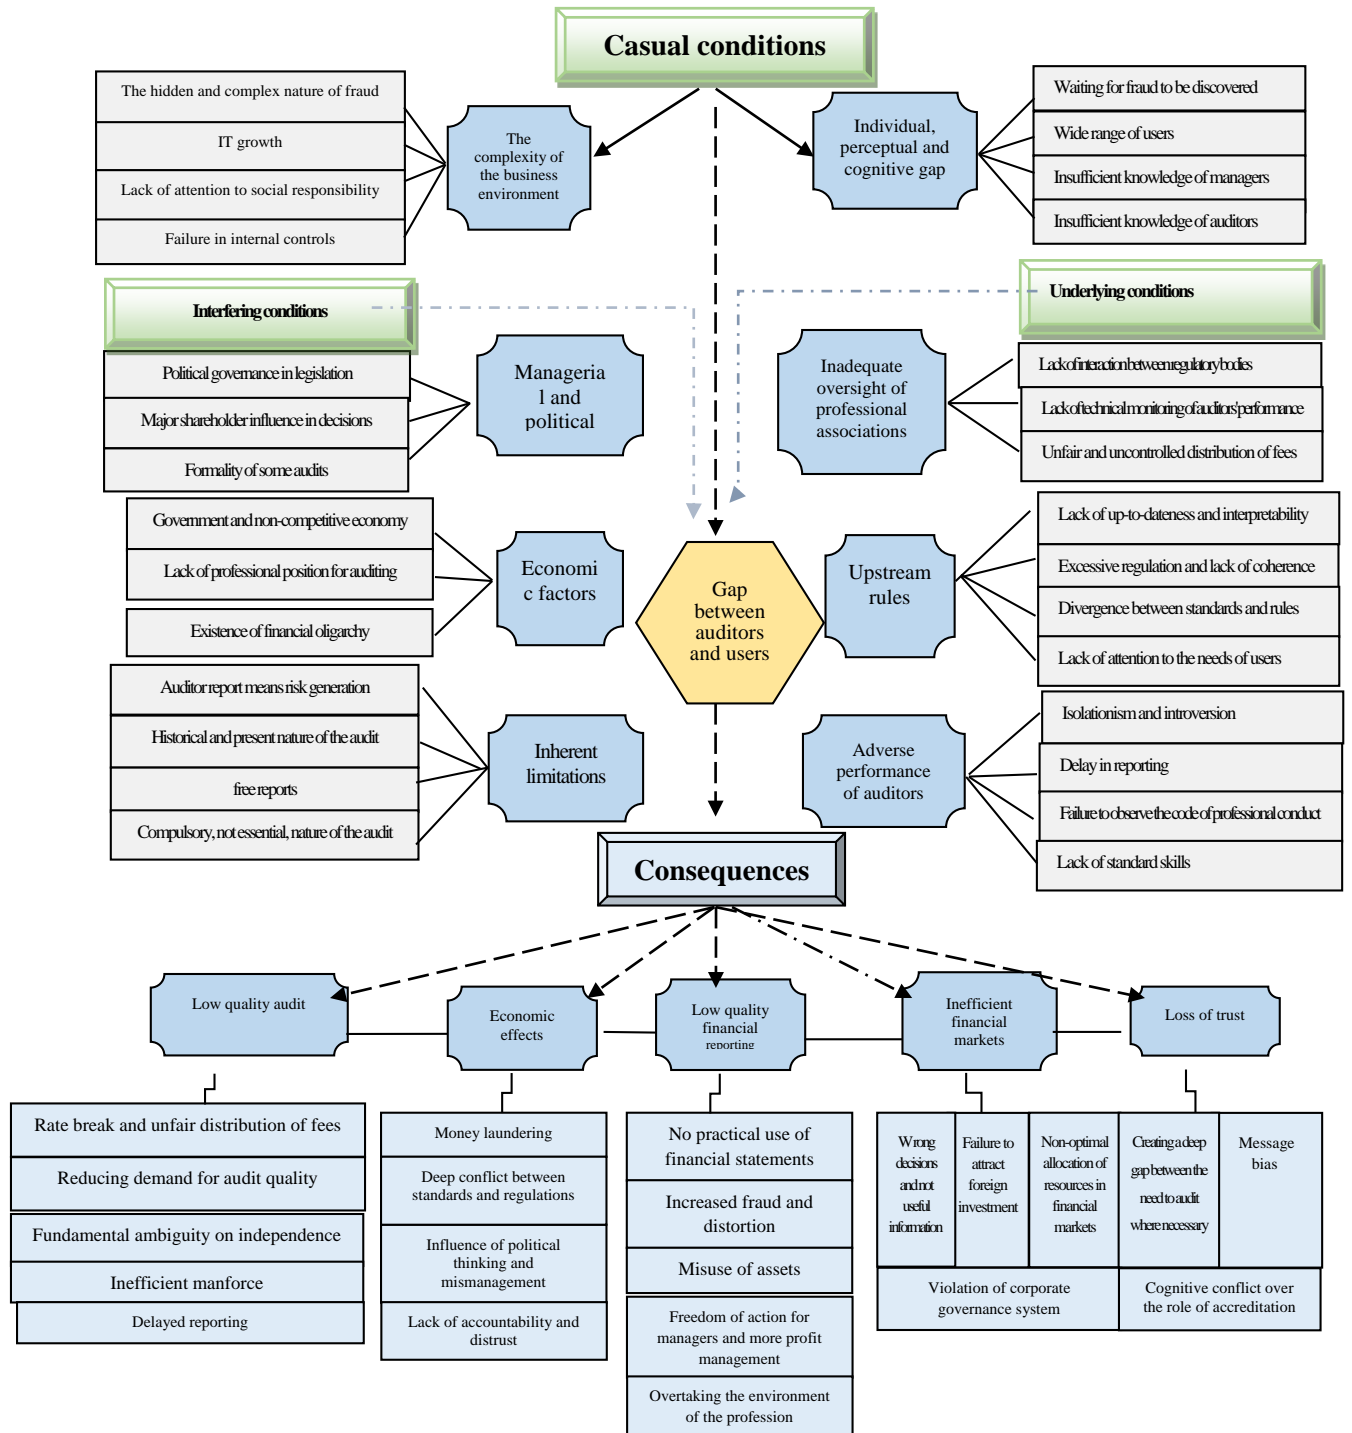 Casual conditions
The hidden and complex nature of fraud
IT growth
Lack of attention to social responsibility
Failure in internal controls
The
complexity of
the business
environment
Individual,
perceptual and
cognitive gap
Waiting for fraud to be discovered
Wide range of users
Insufficient knowledge of managers
Insufficient knowledge of auditors
Interfering conditions
Political governance in legislation
Major shareholder influence in decisions
Formality of some audits
Manageria
l and
political
Underlying conditions
Inadequate
oversight of
professional
associations
Lack of interaction between regulatory bodies
Lack of technical monitoring of auditors' performance
Unfair and uncontrolled distribution of fees
Government and non-competitive economy
Lack of professional position for auditing
Existence of financial oligarchy
Economi
c factors
Gap
between
auditors
and users
Upstream
rules
Lack of up-to-dateness and interpretability
Excessive regulation and lack of coherence
Divergence between standards and rules
Lack of attention to the needs of users
Auditor report means risk generation
Historical and present nature of the audit
free reports
Compulsory, not essential, nature of the audit
Inherent
limitations
Adverse
performance
of auditors
Isolationism and introversion
Delay in reporting
Failure to observe the code of professional conduct
Lack of standard skills
Consequences
Low quality audit
Economic
effects
Low quality
financial
reporting
Inefficient
financial
markets
Loss of trust
Rate break and unfair distribution of fees
Reducing demand for audit quality
Fundamental ambiguity on independence
Inefficient manforce
Delayed reporting
Money laundering
Deep conflict between
standards and regulations
Influence of political
thinking and
mismanagement
Lack of accountability and
distrust
No practical use of
financial statements
Increased fraud and
distortion
Misuse of assets
Freedom of action for
managers and more profit
management
Overtaking the environment
of the profession
Wrong
decisions
and not
useful
information
Failure to
attract
foreign
investment
Non-optimal
allocation of
resources in
financial
markets
Violation of corporate
governance system
Creating a deep
gap between the
need to audit
where necessary
Message
bias
Cognitive conflict over
the role of accreditation